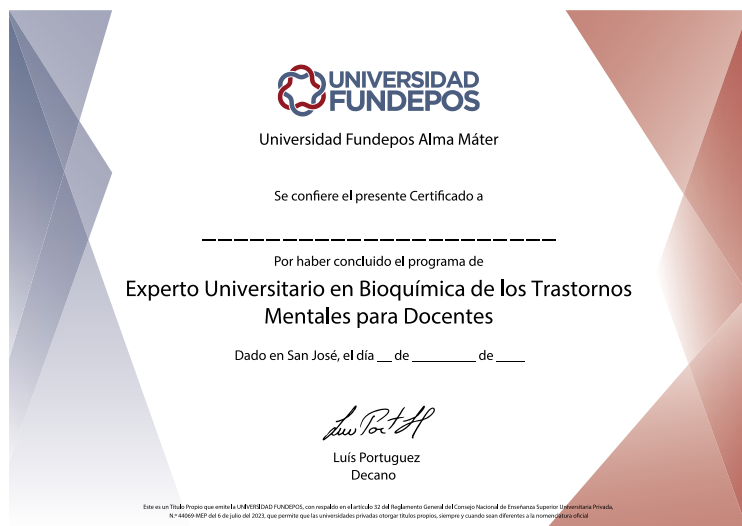 UNIVERSIDAD
FUNDEPOS
Universidad Fundepos Alma Máter
Se confiere el presente Certificado a
Por haber concluido el programa de
Experto Universitario en Bioquímica de los Trastornos
Mentales para Docentes
Dado en San José, el día __ de _________ de ____
Luís Portuguez
Decano
Este es un Título Propio que emite la UNIVERSIDAD FUNDEPOS, con respaldo en el artículo 32 del Reglamento General del Consejo Nacional de Enseñanza Superior Universitaria Privada,
N.º 44069-MEP del 6 de julio del 2023, que permite que las universidades privadas otorgar títulos propios, siempre y cuando sean diferentes a la nomenclatura oficial